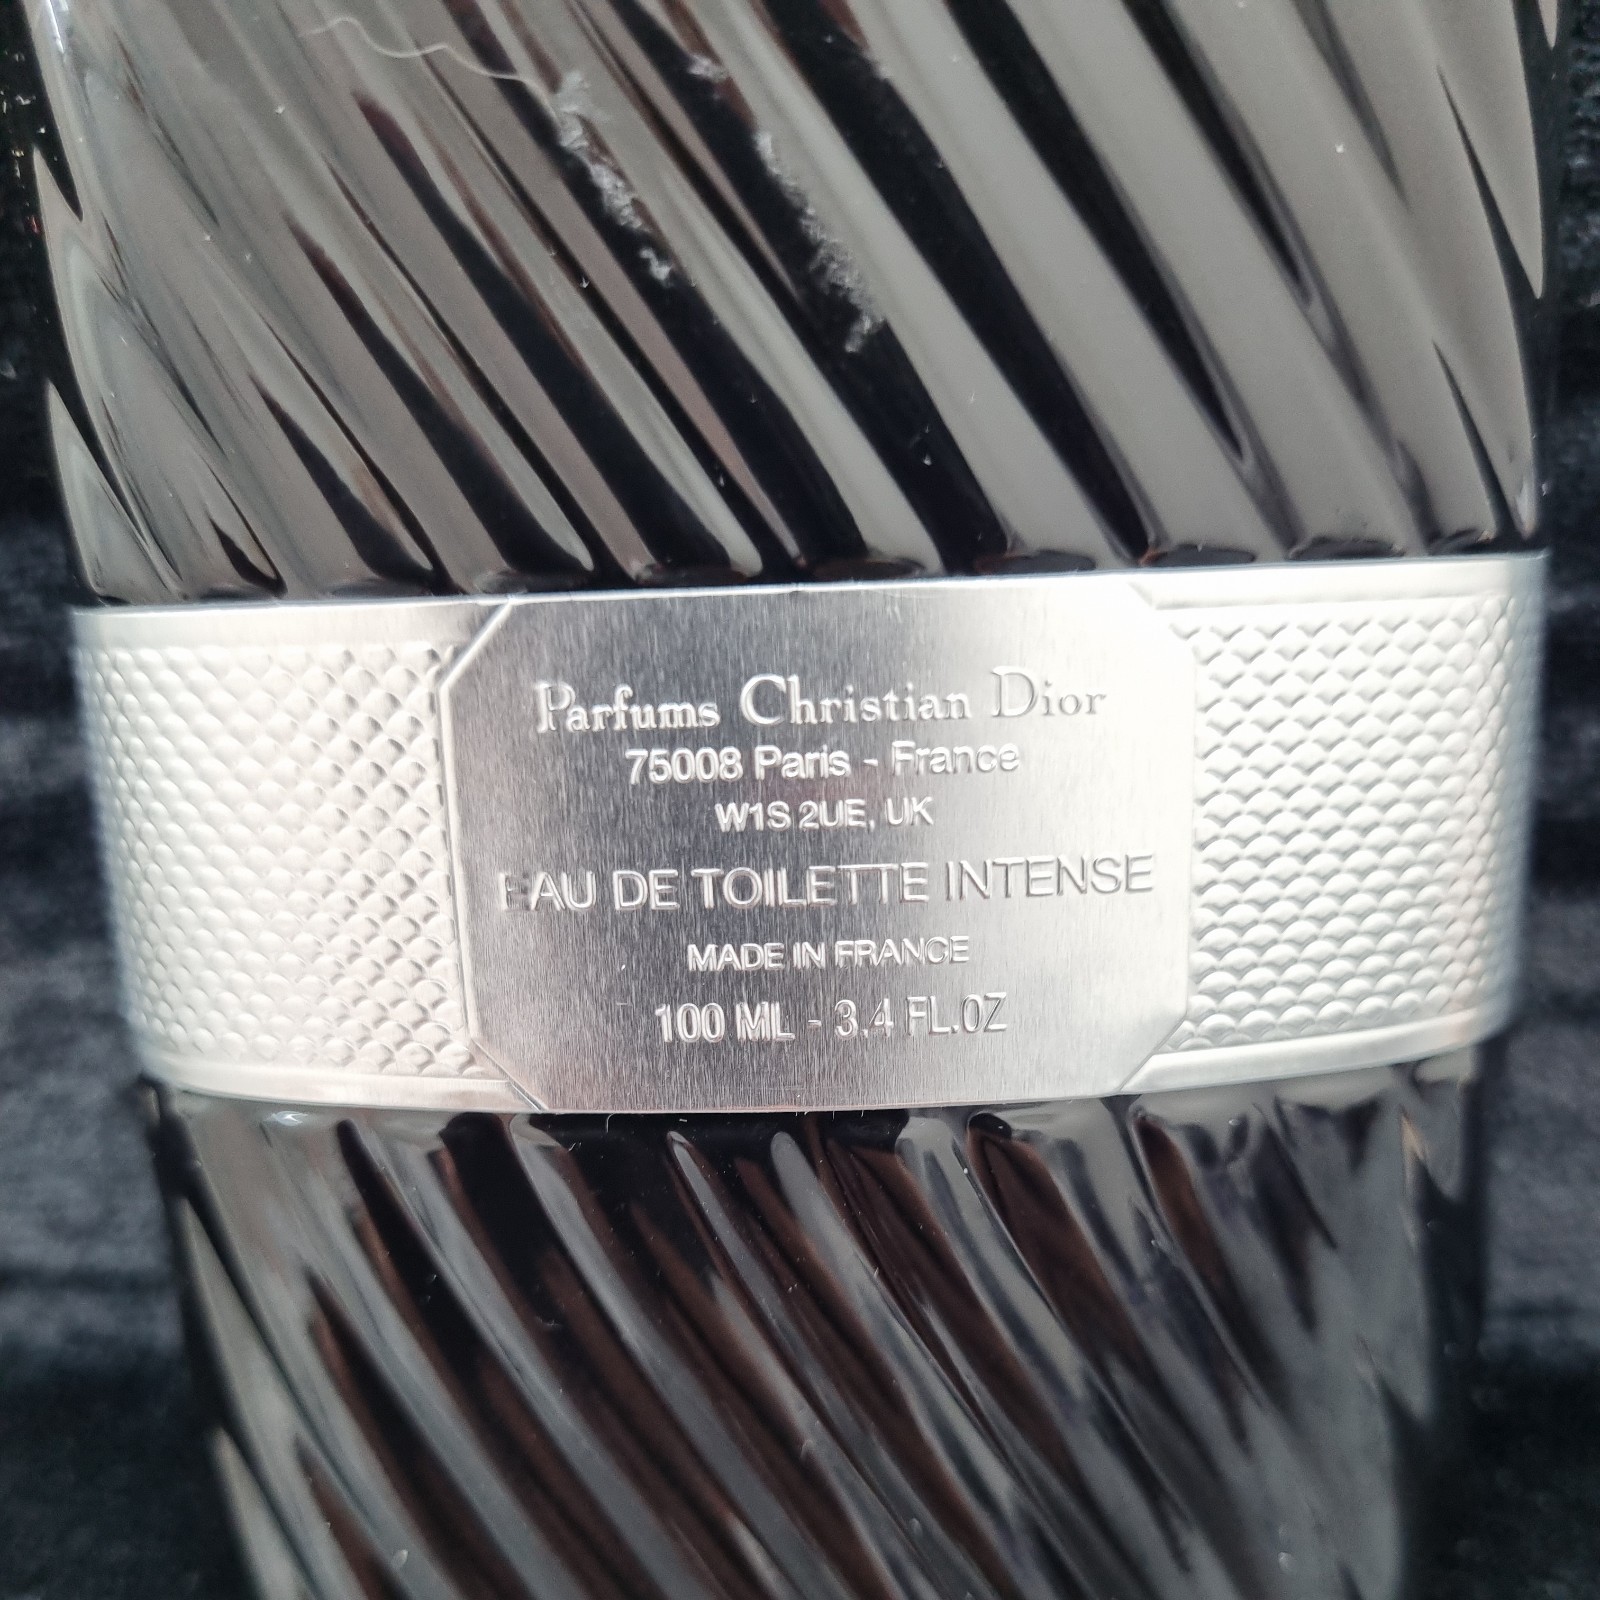 Parfums Christian Dior
75008 Paris - France
W1S 2UE, UK
EAU DE TOILETTE INTENSE
MADE IN FRANCE
100 ML - 3.4 FL.OZ